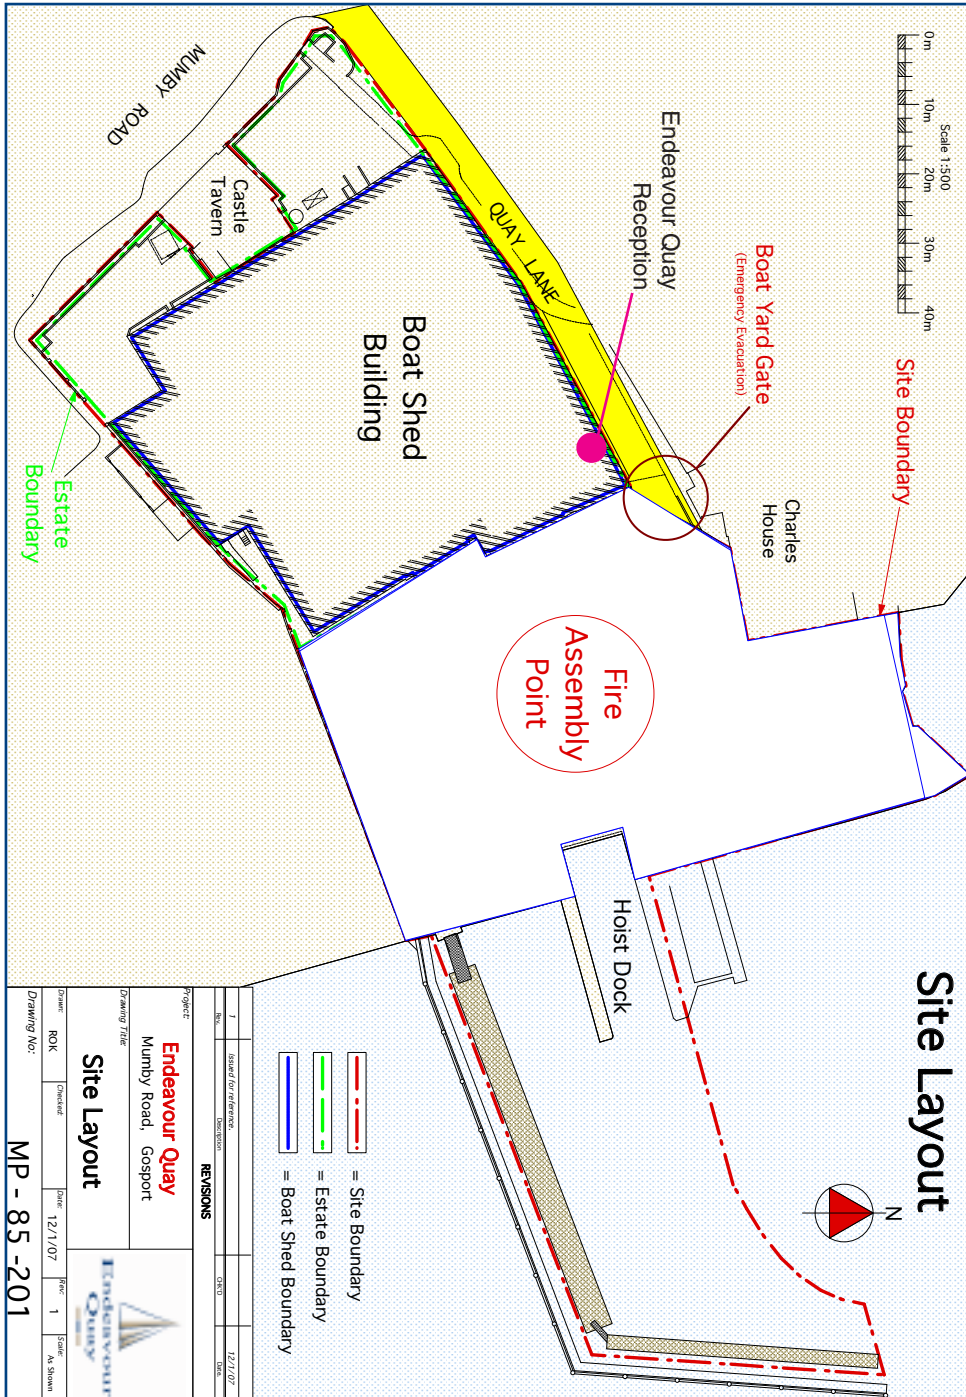 Site Layout
N
0m
10m
20m
30m
40m
Scale 1:500
Site Boundary
Boat Yard Gate
(Emergency Evacuation)
Endeavour Quay
Reception
Charles
House
QUAY LANE
MUMBY ROAD
Castle
Tavern
Boat Shed
Building
Fire
Assembly
Point
Hoist Dock
Estate
Boundary
= Site Boundary
= Estate Boundary
= Boat Shed Boundary
1 Issued for reference. 12/1/07
Rev. Description CHK'D Date.
REVISIONS
Project:
Endeavour Quay
Mumby Road, Gosport
Drawing Title:
Site Layout
Endeavour
Quay
Drawn: ROK
Checked:
Date: 12/1/07
Rev: 1
Scale: As Shown
Drawing No:
MP - 85 -201